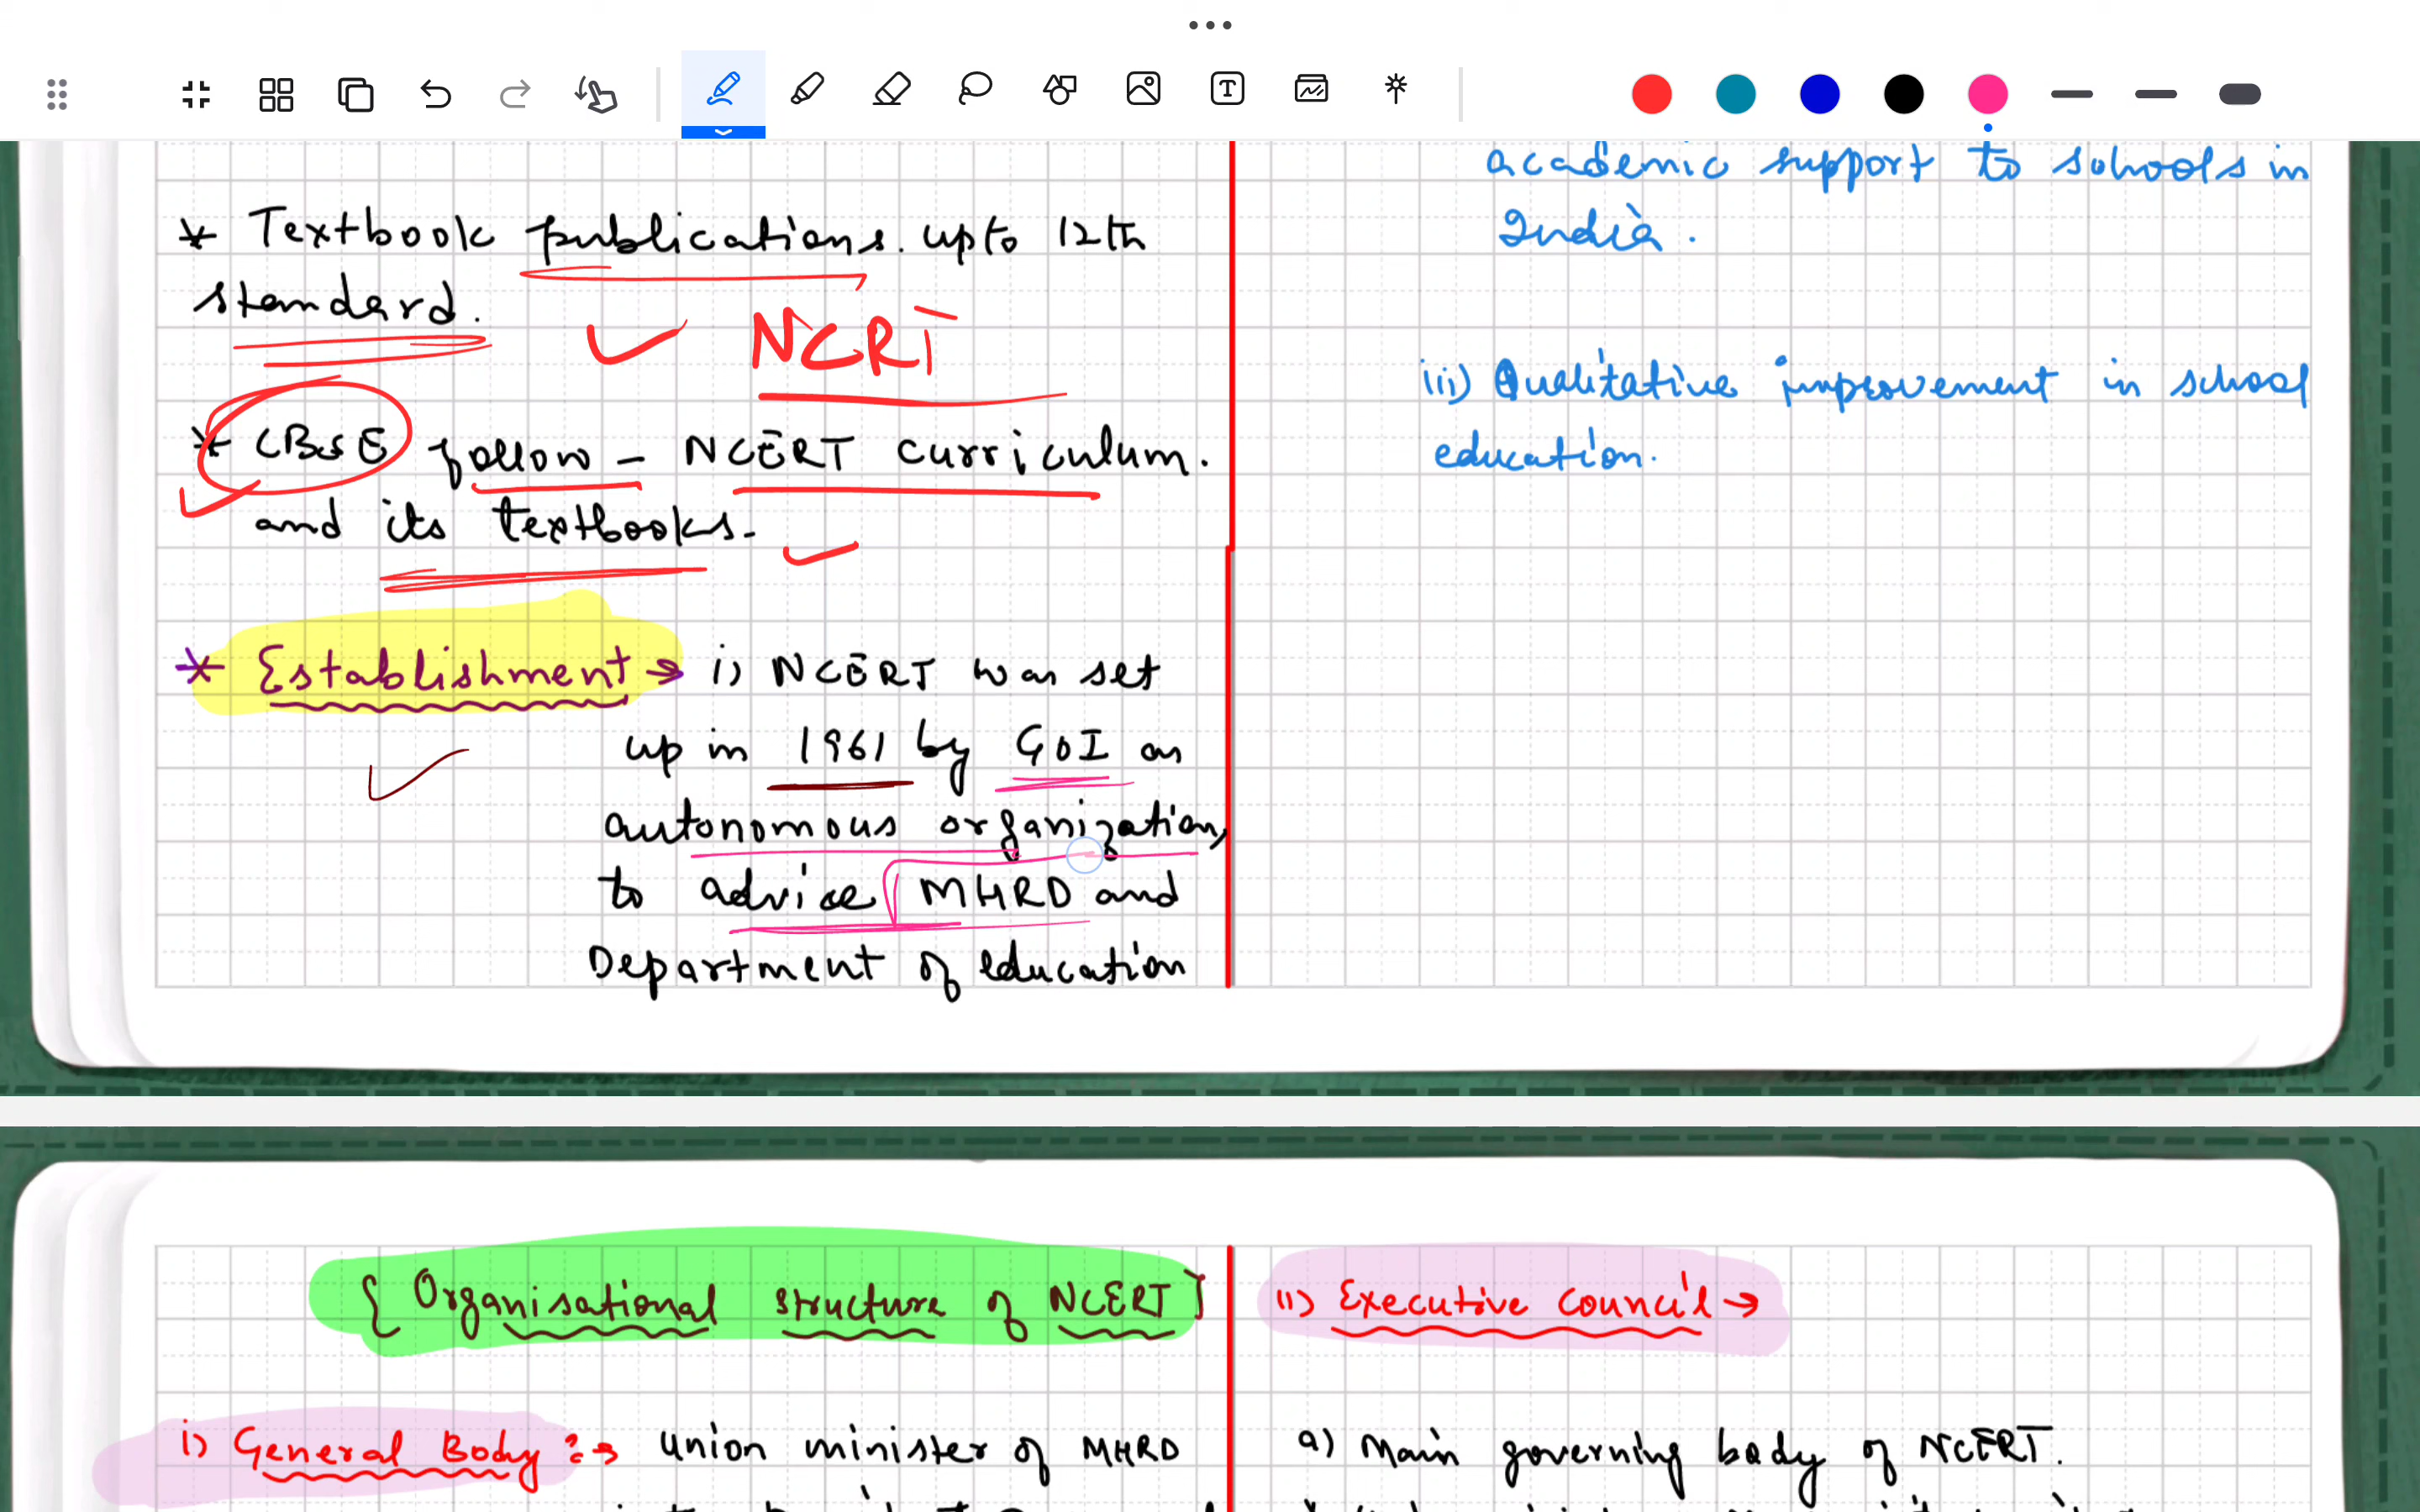 * Textbook publications. upto 12th
standard.
NCRT
* CBSE follow - NCERT curriculum.
and its textbooks.
* Establishment → i) NCERT was set
up in 1961 by GOI as
autonomous organization,
to advice MHRD and
Department of education
academic support to schools in
India.
iii) Qualitative improvement in school
education.
{ Organisational structure of NCERT }
i) General Body :→ Union minister of MHRD
ii) Executive Council →
a) Main governing body of NCERT.